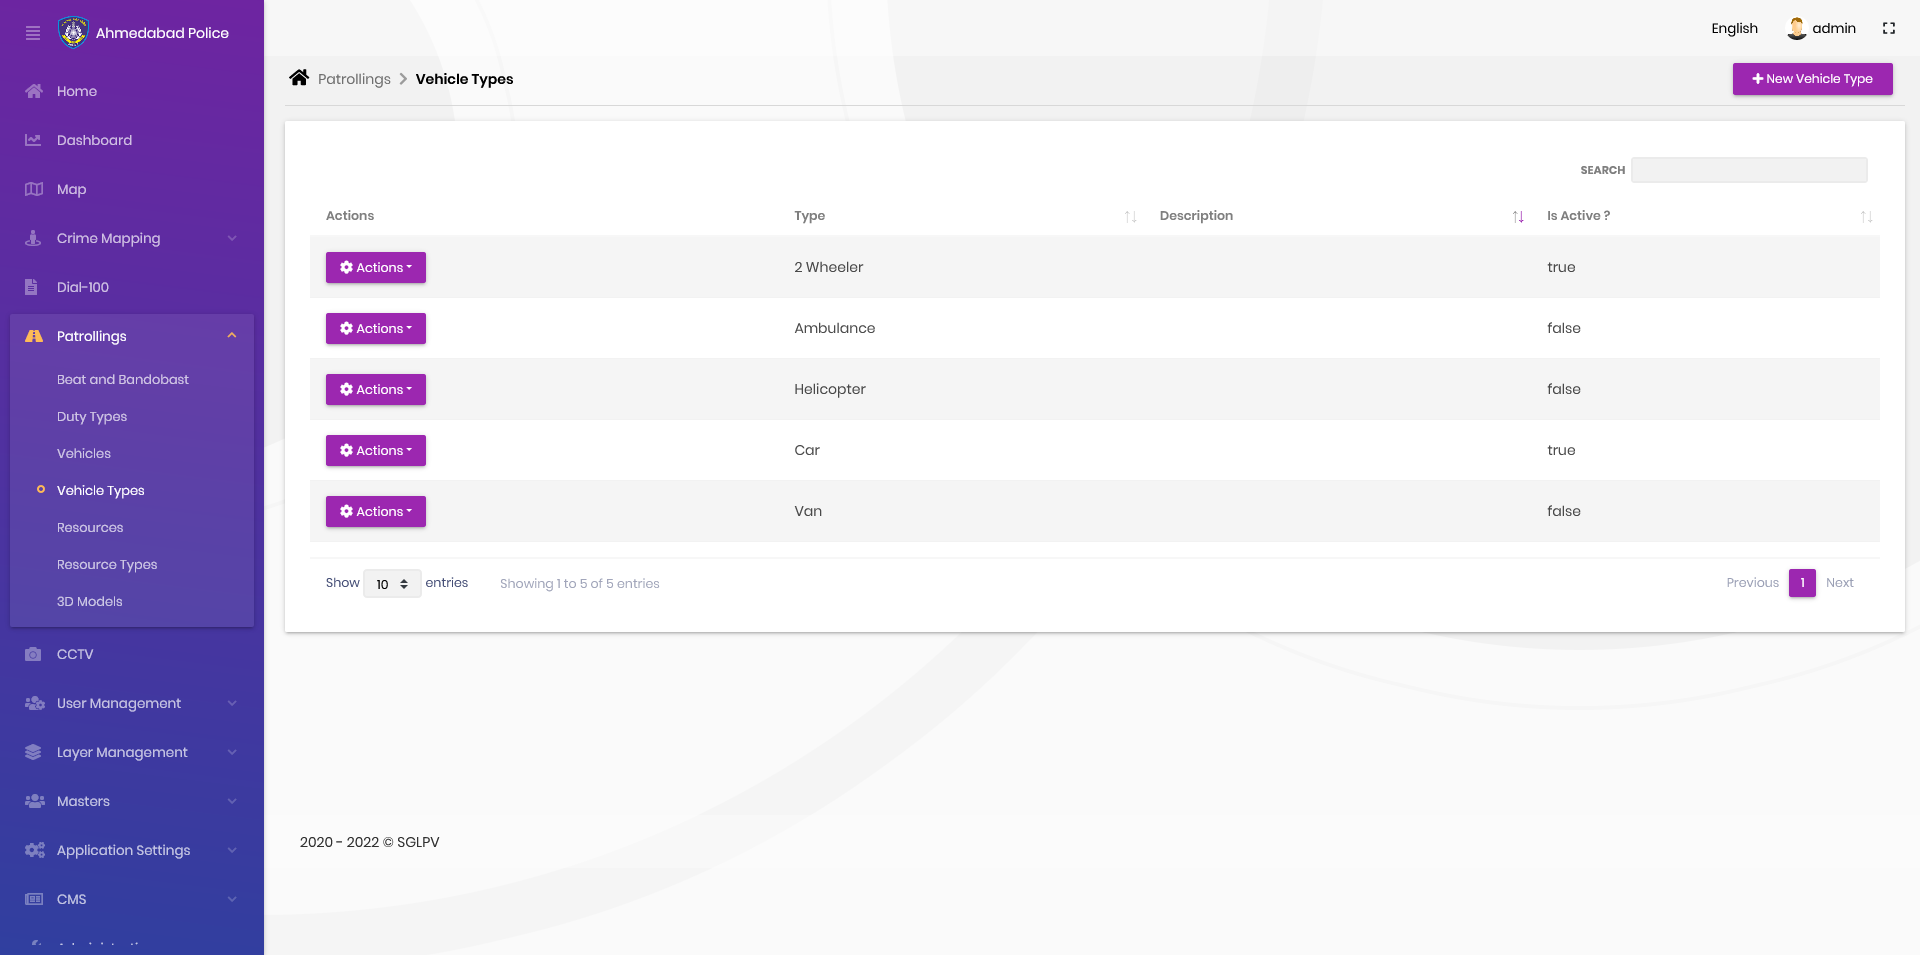 Ahmedabad Police
English
admin
Home
Dashboard
Map
Crime Mapping
Dial-100
Patrollings
Beat and Bandobast
Duty Types
Vehicles
Vehicle Types
Resources
Resource Types
3D Models
CCTV
User Management
Layer Management
Masters
Application Settings
CMS
Patrollings > Vehicle Types
New Vehicle Type
SEARCH
Actions Type Description Is Active ?
Actions 2 Wheeler true
Actions Ambulance false
Actions Helicopter false
Actions Car true
Actions Van false
Show 10 entries Showing 1 to 5 of 5 entries Previous 1 Next
2020 - 2022 © SGLPV